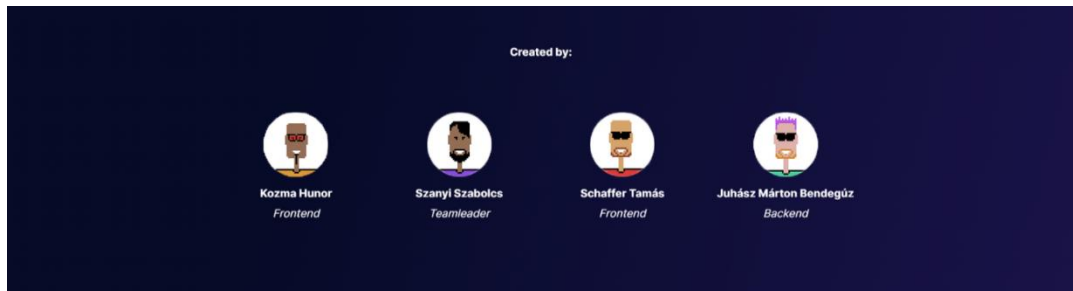 Created by:
Kozma Hunor
Frontend
Szanyi Szabolcs
Teamleader
Schaffer Tamás
Frontend
Juhász Márton Bendegúz
Backend